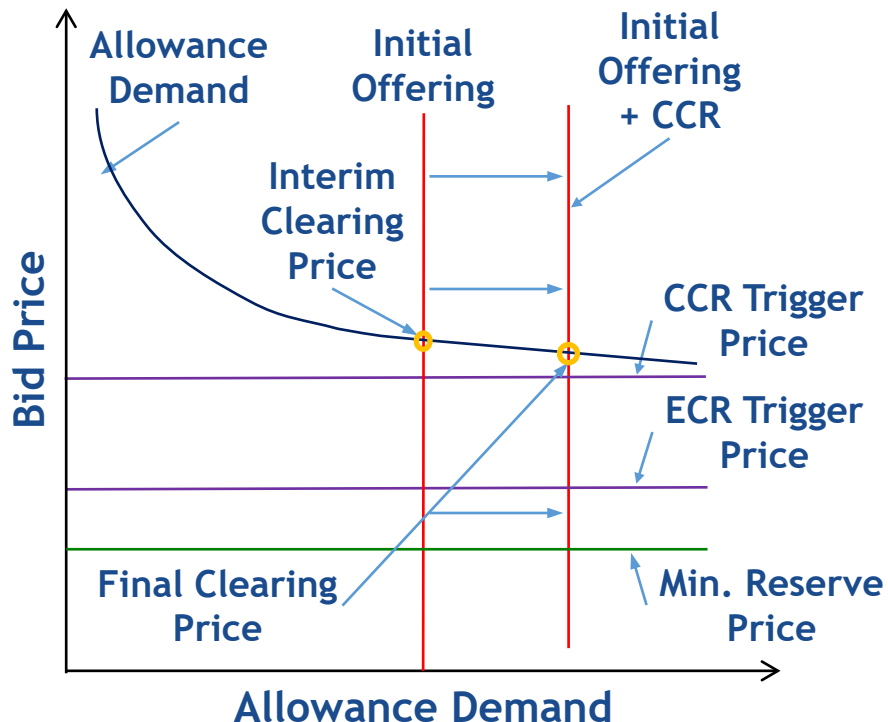 Allowance
Demand
Initial
Offering
Initial
Offering
+ CCR
Interim
Clearing
Price
CCR Trigger
Price
ECR Trigger
Price
Final Clearing
Price
Min. Reserve
Price
Bid Price
Allowance Demand